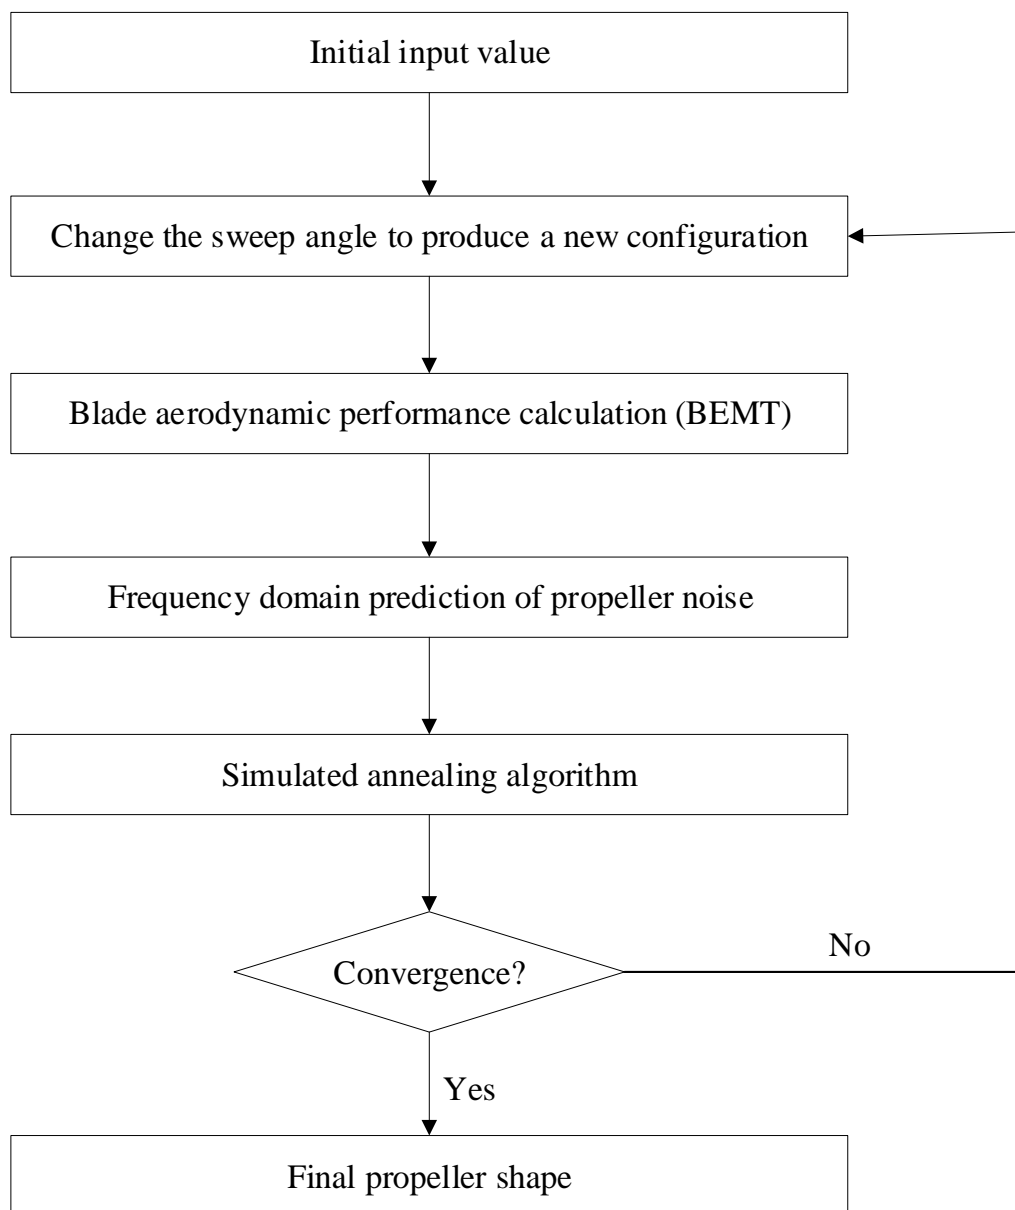 Initial input value
Change the sweep angle to produce a new configuration
Blade aerodynamic performance calculation (BEMT)
Frequency domain prediction of propeller noise
Simulated annealing algorithm
No
Convergence?
Yes
Final propeller shape